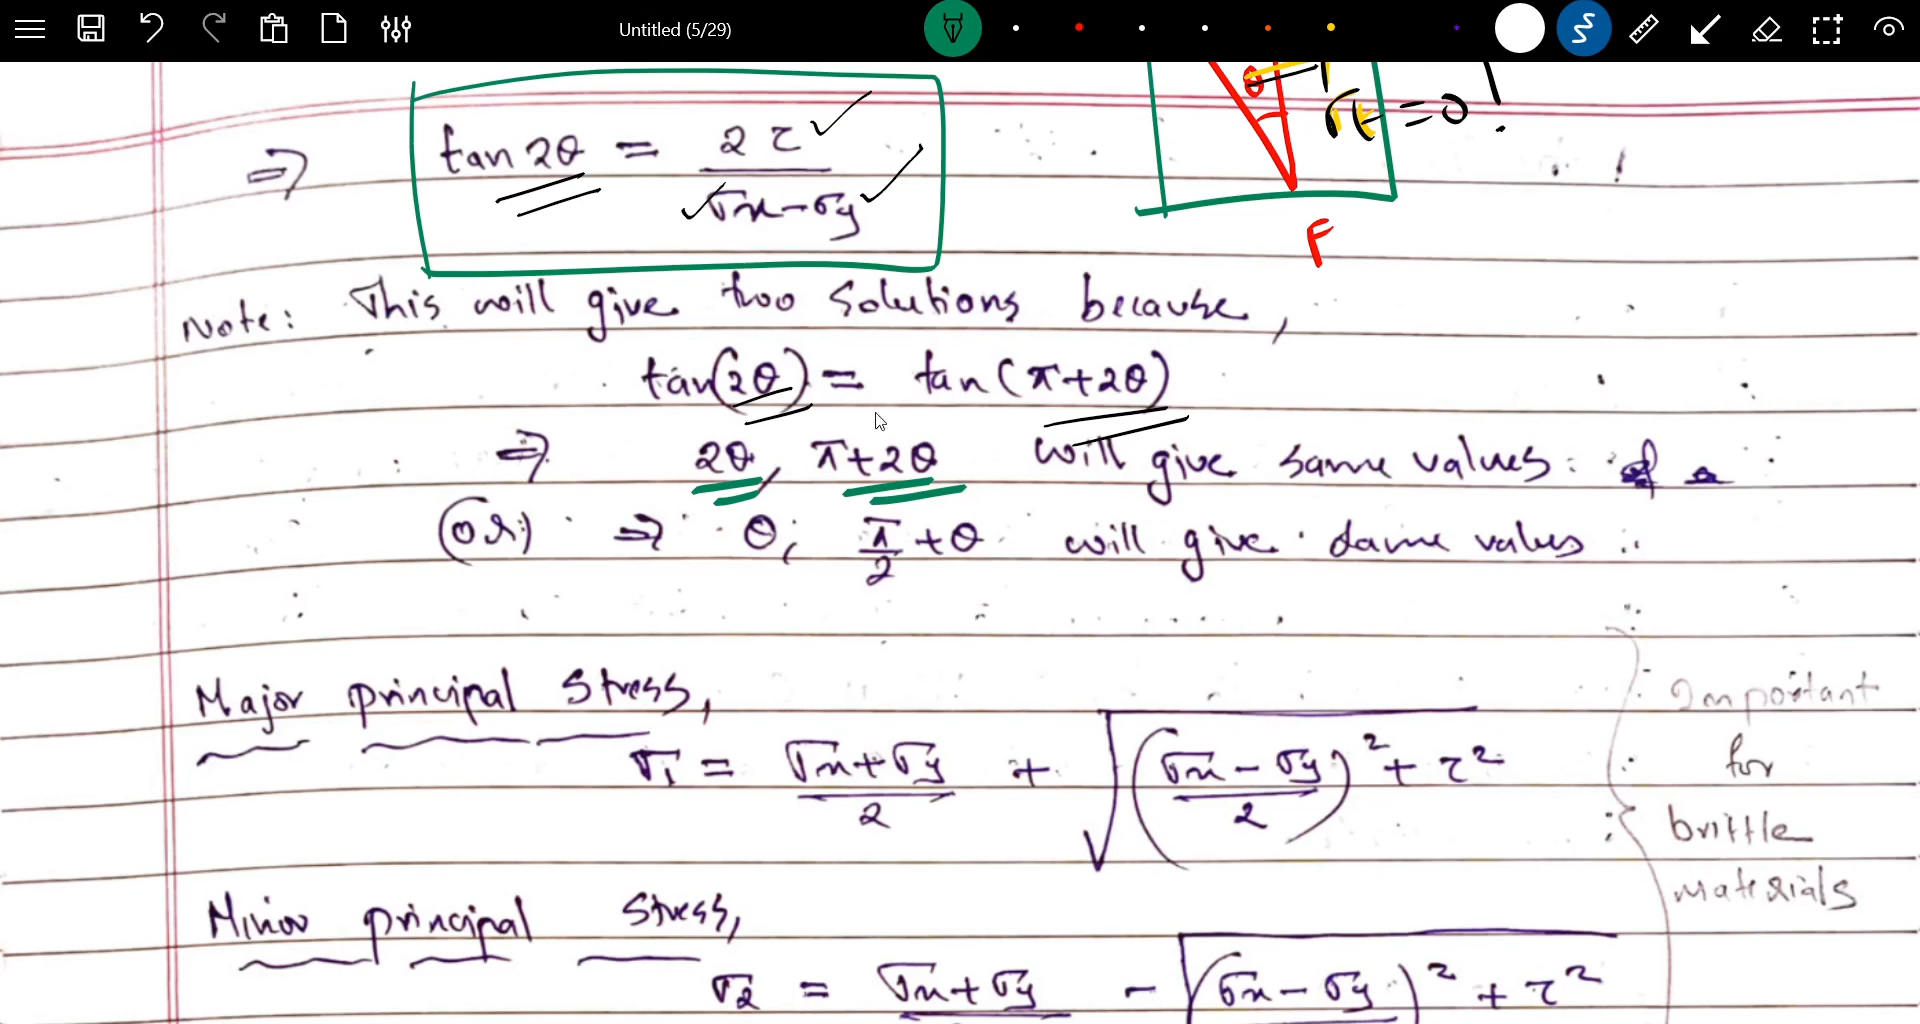 Untitled (5/29)
σt = 0
⇒ tan 2θ = 2τ / (σx - σy)
F
Note: This will give two solutions because,
tan(2θ) = tan(π+2θ)
⇒ 2θ, π+2θ will give same values
(or) ⇒ θ, π/2 + θ will give same values
Major principal stress,
σ1 = (σx+σy)/2 + √(((σx - σy)/2)² + τ²)
Important
for
brittle
materials
Minor principal stress,
σ2 = σx+σy - √((σx - σy)² + τ²